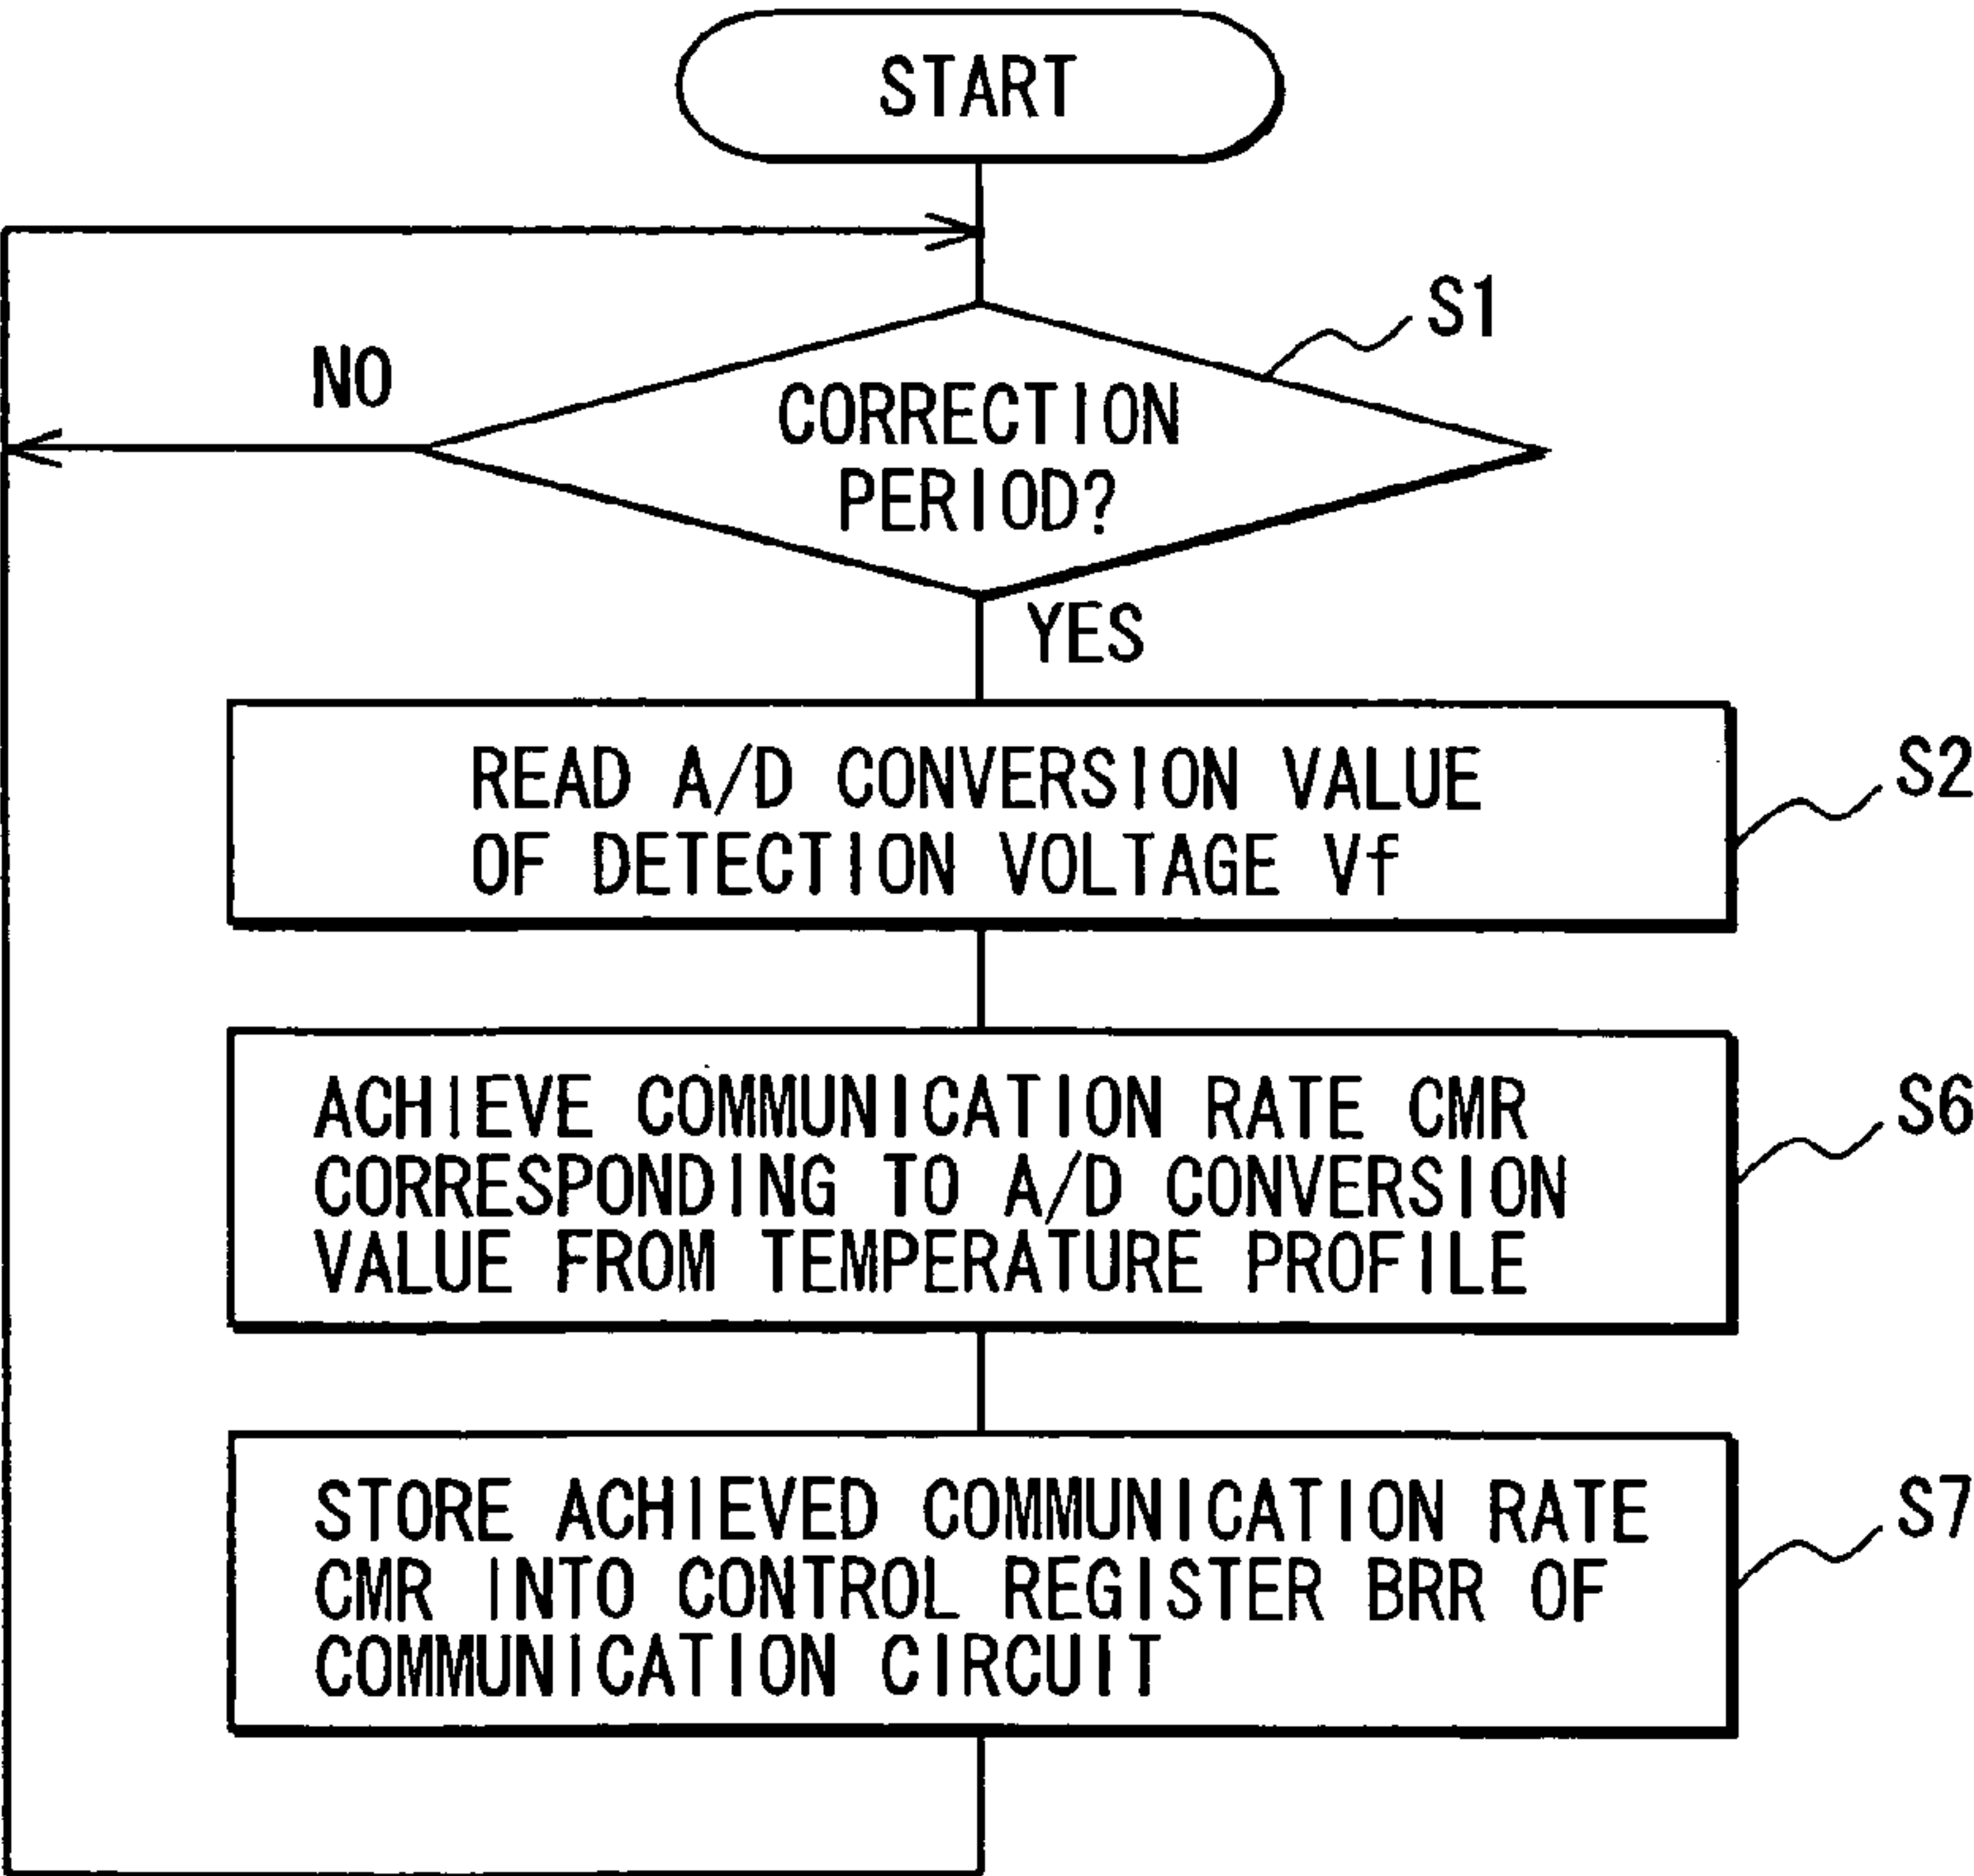 START
S1
NO
CORRECTION
PERIOD?
YES
READ A/D CONVERSION VALUE
OF DETECTION VOLTAGE Vf
S2
ACHIEVE COMMUNICATION RATE CMR
CORRESPONDING TO A/D CONVERSION
VALUE FROM TEMPERATURE PROFILE
S6
STORE ACHIEVED COMMUNICATION RATE
CMR INTO CONTROL REGISTER BRR OF
COMMUNICATION CIRCUIT
S7